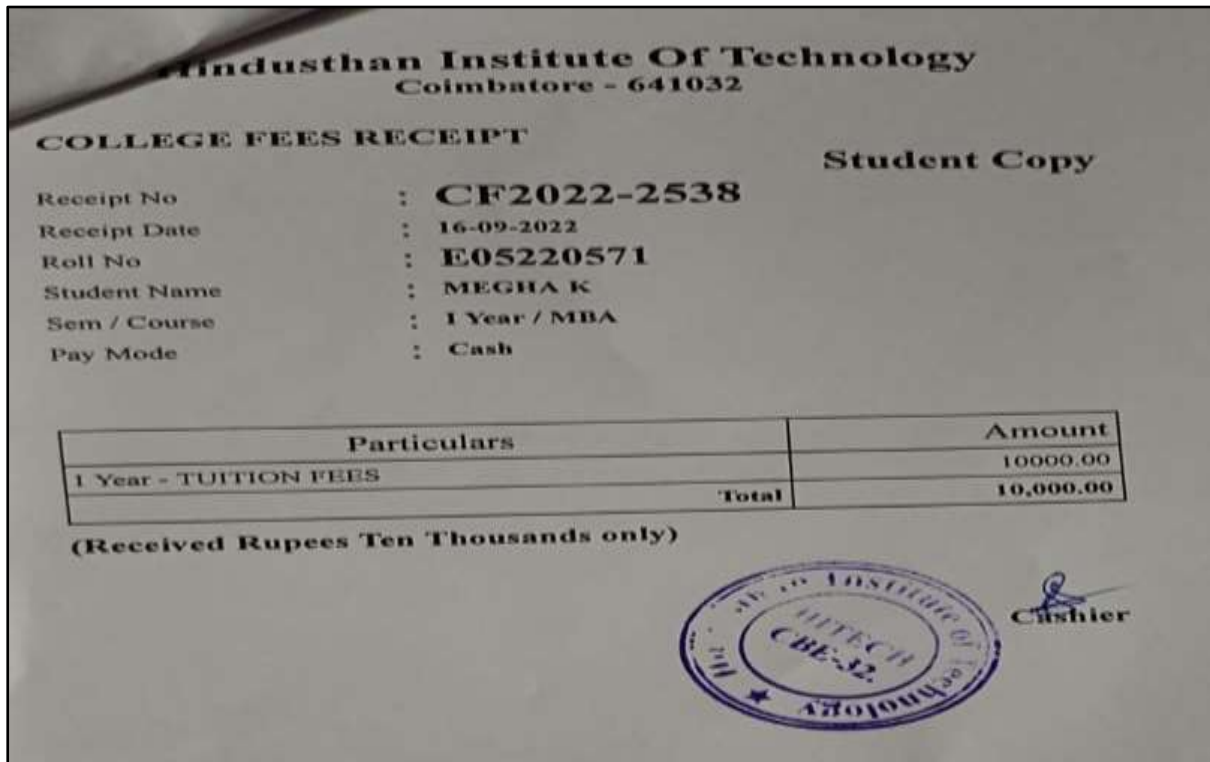 Hindusthan Institute Of Technology
Coimbatore - 641032
COLLEGE FEES RECEIPT
Student Copy
Receipt No : CF2022-2538
Receipt Date : 16-09-2022
Roll No : E05220571
Student Name : MEGHA K
Sem / Course : I Year / MBA
Pay Mode : Cash
Particulars Amount
1 Year - TUITION FEES 10000.00
Total 10,000.00
(Received Rupees Ten Thousands only)
Institute of Technology
HITECH
CBE-32.
Cashier